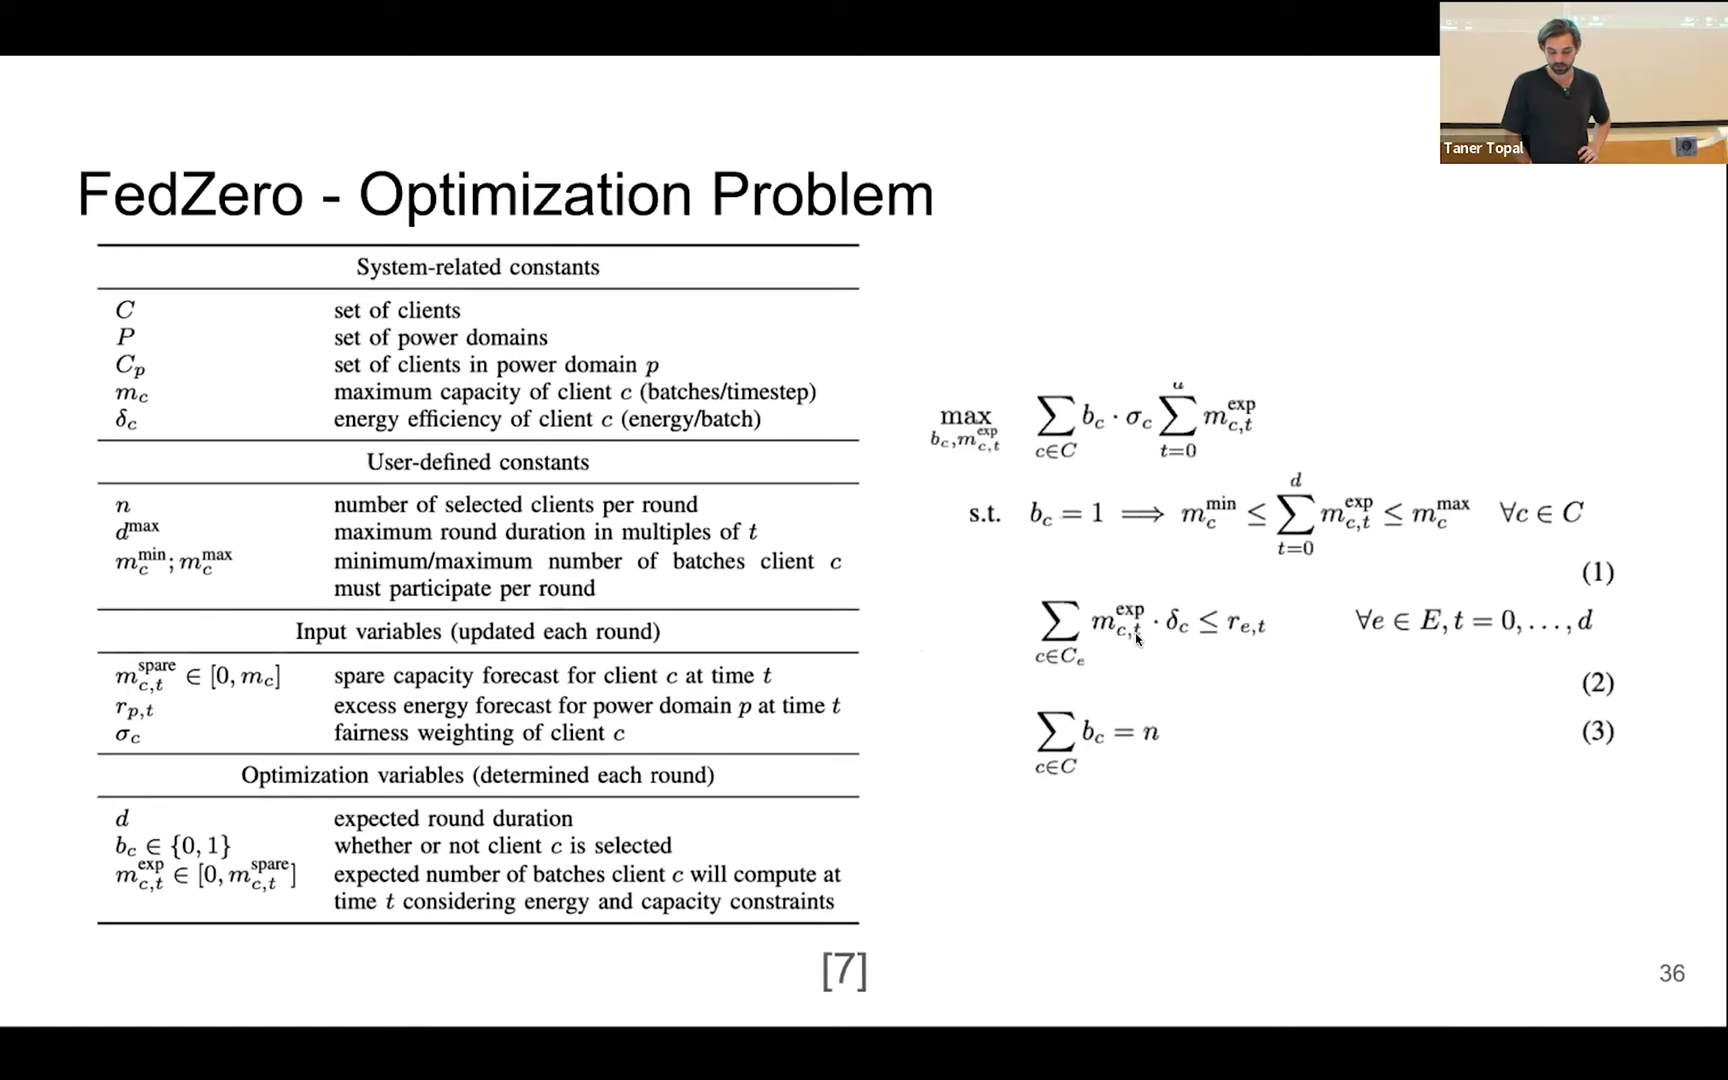 Taner Topal
FedZero - Optimization Problem
System-related constants
C set of clients
P set of power domains
C_p set of clients in power domain p
m_c maximum capacity of client c (batches/timestep)
δ_c energy efficiency of client c (energy/batch)
User-defined constants
n number of selected clients per round
d^max maximum round duration in multiples of t
m_c^min; m_c^max minimum/maximum number of batches client c
must participate per round
Input variables (updated each round)
m_{c,t}^spare ∈ [0, m_c] spare capacity forecast for client c at time t
r_{p,t} excess energy forecast for power domain p at time t
σ_c fairness weighting of client c
Optimization variables (determined each round)
d expected round duration
b_c ∈ {0, 1} whether or not client c is selected
m_{c,t}^exp ∈ [0, m_{c,t}^spare] expected number of batches client c will compute at
time t considering energy and capacity constraints
max_{b_c, m_{c,t}^exp} ∑_{c∈C} b_c · σ_c ∑_{t=0} m_{c,t}^exp
s.t. b_c = 1 ⟹ m_c^min ≤ ∑_{t=0}^d m_{c,t}^exp ≤ m_c^max ∀c ∈ C
(1)
∑_{c∈C_e} m_{c,t}^exp · δ_c ≤ r_{e,t} ∀e ∈ E, t = 0, . . . , d
(2)
∑_{c∈C} b_c = n (3)
[7]
36